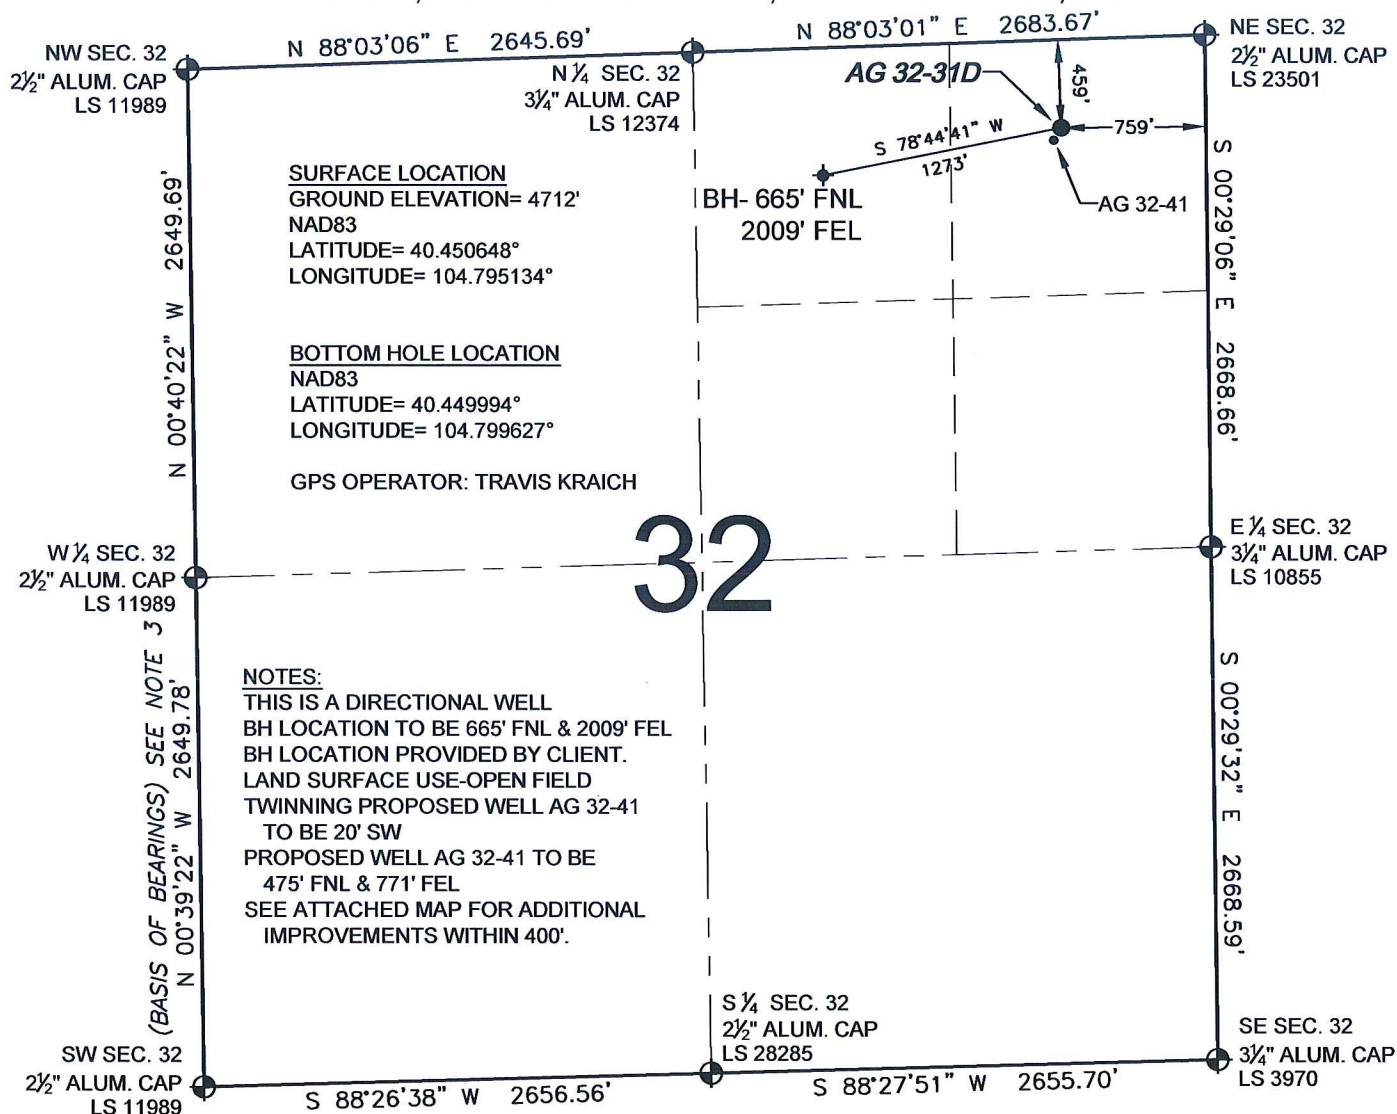 N 88°03'06" E 2645.69'
N 88°03'01" E 2683.67'
NW SEC. 32
2½" ALUM. CAP
LS 11989
N ¼ SEC. 32
3¼" ALUM. CAP
LS 12374
NE SEC. 32
2½" ALUM. CAP
LS 23501
AG 32-31D
459'
759'
S 78°44'41" W
1273'
AG 32-41
BH- 665' FNL
2009' FEL
SURFACE LOCATION
GROUND ELEVATION= 4712'
NAD83
LATITUDE= 40.450648°
LONGITUDE= 104.795134°
BOTTOM HOLE LOCATION
NAD83
LATITUDE= 40.449994°
LONGITUDE= 104.799627°
GPS OPERATOR: TRAVIS KRAICH
N 00°40'22" W 2649.69'
S 00°29'06" E 2668.66'
32
W ¼ SEC. 32
2½" ALUM. CAP
LS 11989
E ¼ SEC. 32
3¼" ALUM. CAP
LS 10855
(BASIS OF BEARINGS) SEE NOTE 3
N 00°39'22" W 2649.78'
S 00°29'32" E 2668.59'
NOTES:
THIS IS A DIRECTIONAL WELL
BH LOCATION TO BE 665' FNL & 2009' FEL
BH LOCATION PROVIDED BY CLIENT.
LAND SURFACE USE-OPEN FIELD
TWINNING PROPOSED WELL AG 32-41
TO BE 20' SW
PROPOSED WELL AG 32-41 TO BE
475' FNL & 771' FEL
SEE ATTACHED MAP FOR ADDITIONAL
IMPROVEMENTS WITHIN 400'.
SW SEC. 32
2½" ALUM. CAP
LS 11989
S ¼ SEC. 32
2½" ALUM. CAP
LS 28285
SE SEC. 32
3¼" ALUM. CAP
LS 3970
S 88°26'38" W 2656.56'
S 88°27'51" W 2655.70'